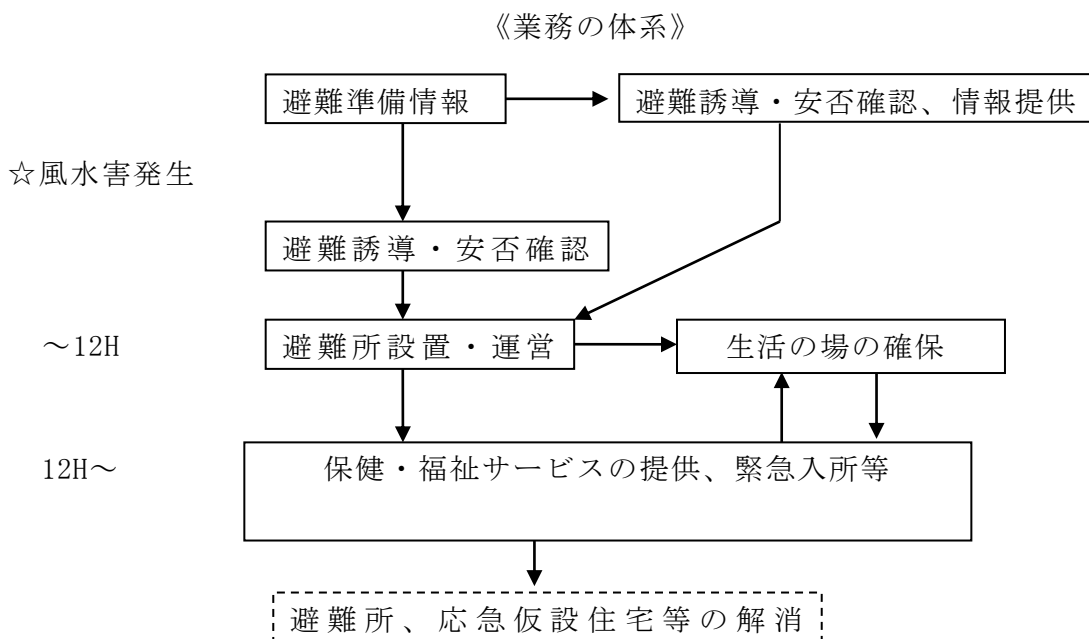 《業務の体系》
避難準備情報
避難誘導・安否確認、情報提供
☆風水害発生
避難誘導・安否確認
～12H
避難所設置・運営
生活の場の確保
12H～
保健・福祉サービスの提供、緊急入所等
避難所、応急仮設住宅等の解消